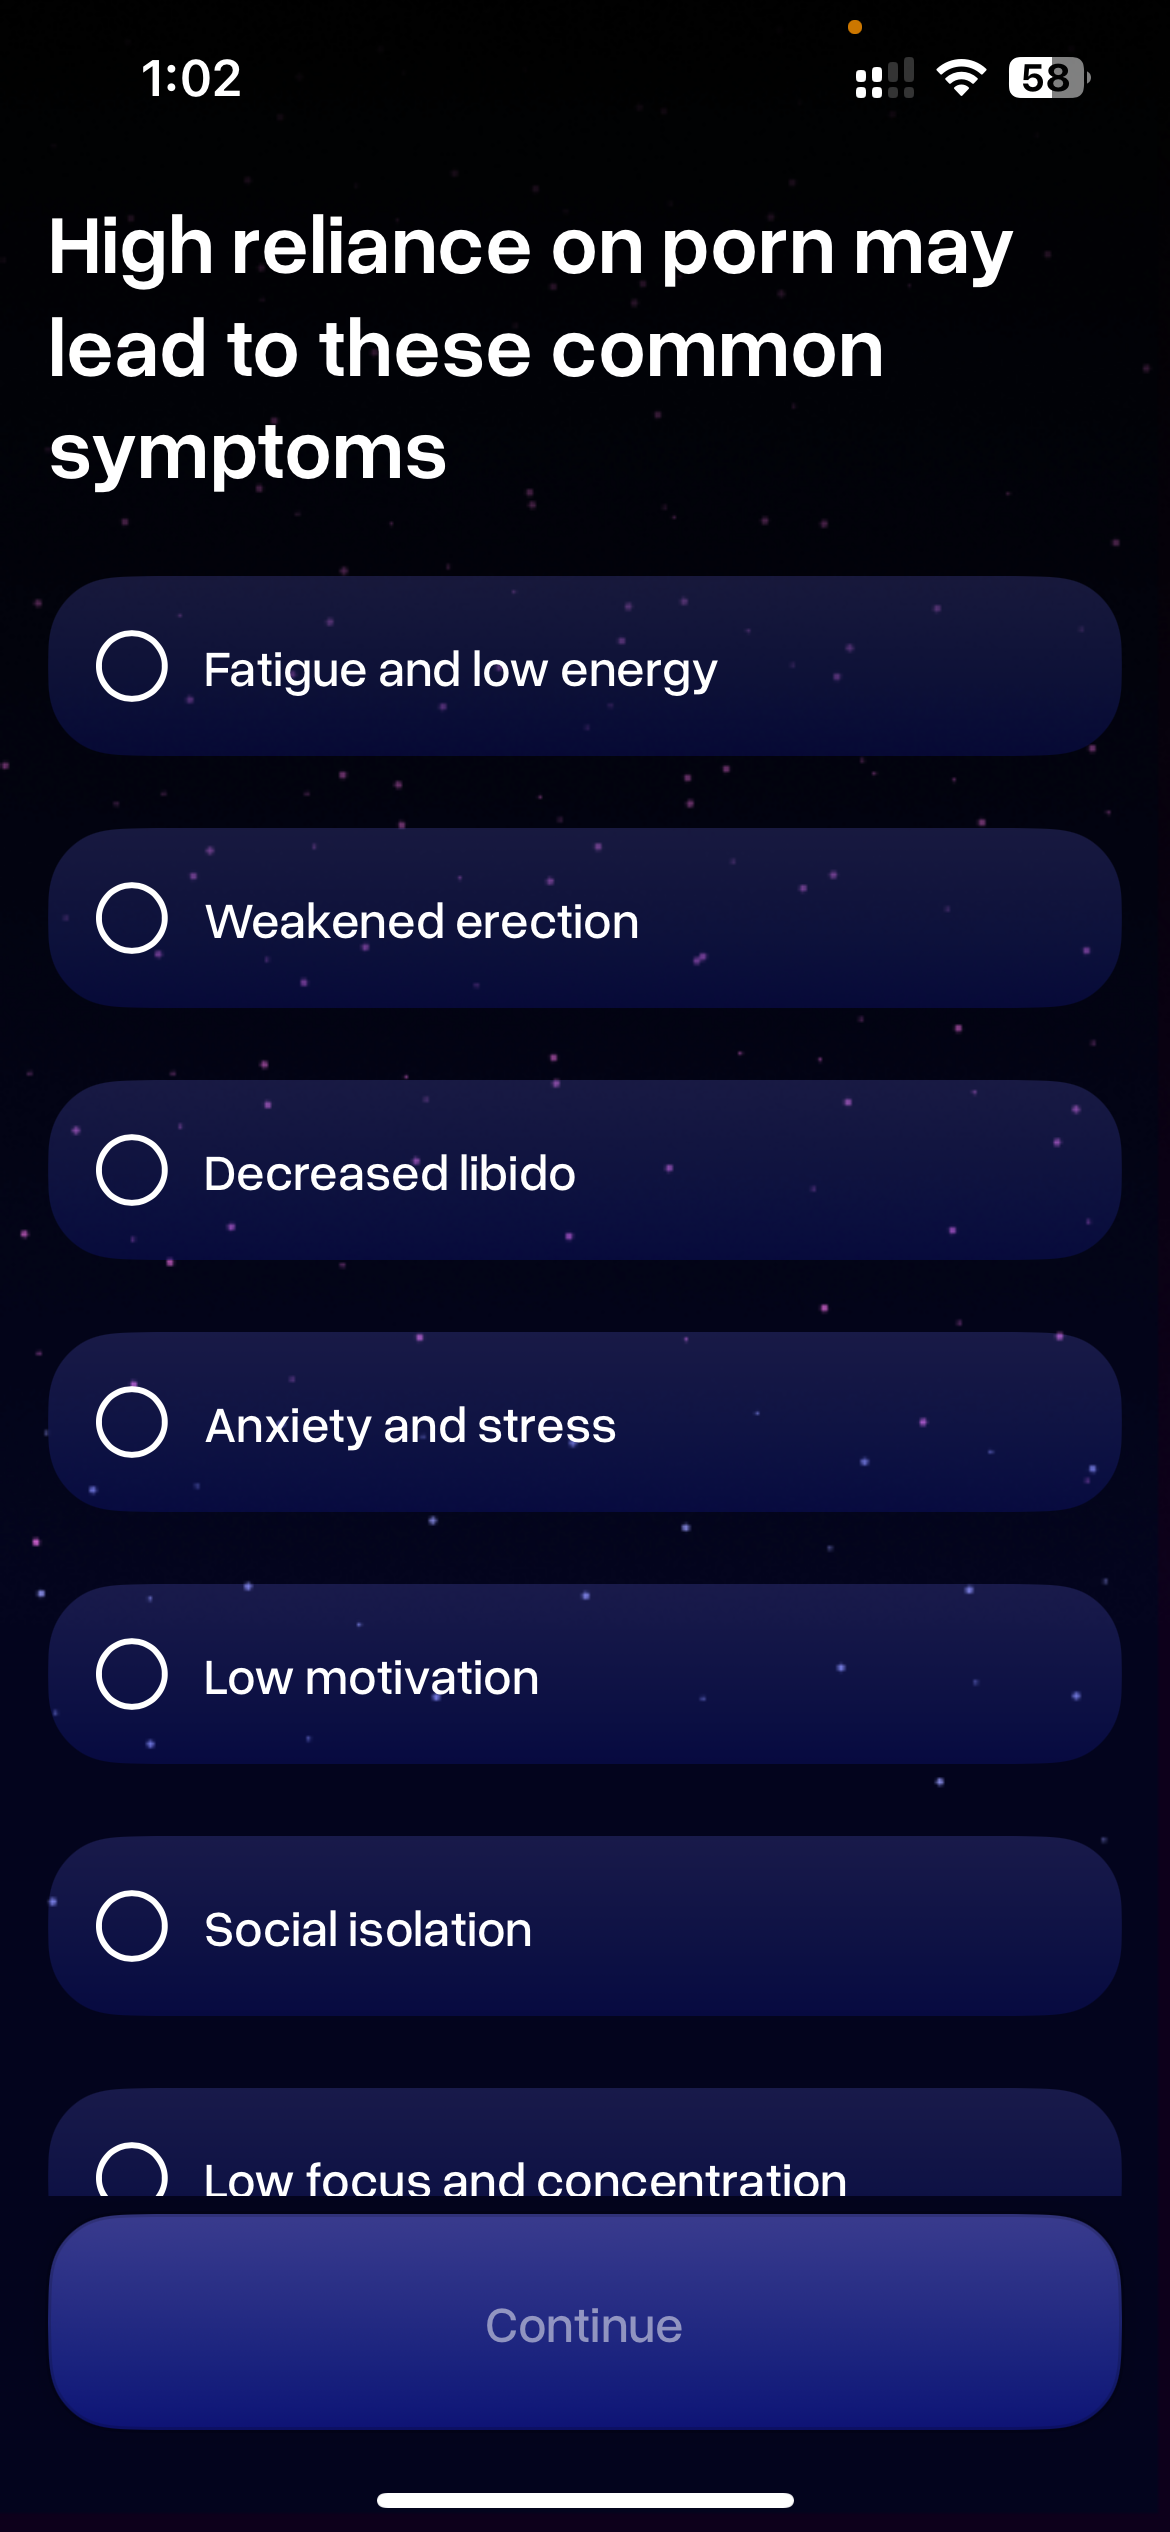 1:02
58
High reliance on porn may
lead to these common
symptoms
Fatigue and low energy
Weakened erection
Decreased libido
Anxiety and stress
Low motivation
Social isolation
Low focus and concentration
Continue